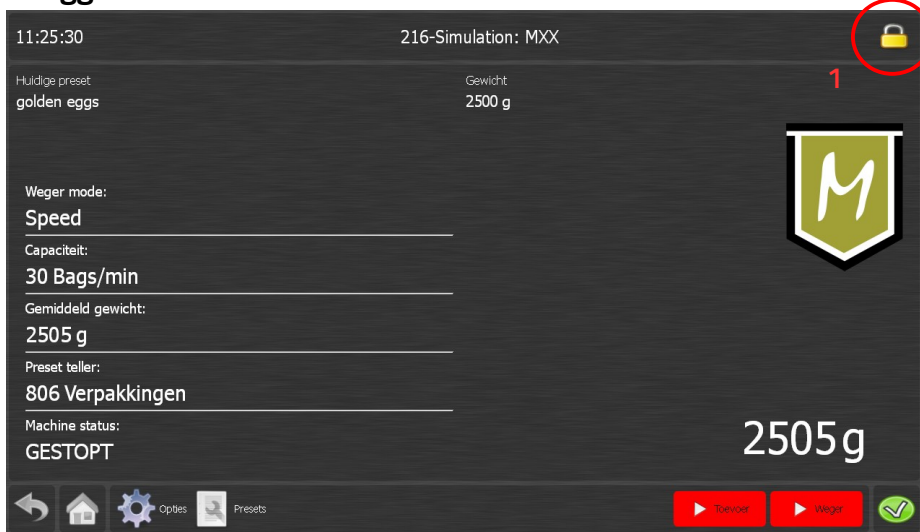 11:25:30
216-Simulation: MXX
Huidige preset
golden eggs
Gewicht
2500 g
1
M
Weger mode:
Speed
Capaciteit:
30 Bags/min
Gemiddeld gewicht:
2505 g
Preset teller:
806 Verpakkingen
Machine status:
GESTOPT
2505 g
Opties
Presets
Toevoer
Weger